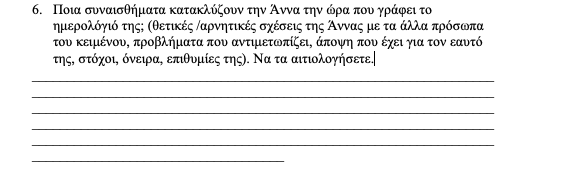 6. Ποια συναισθήματα κατακλύζουν την Άννα την ώρα που γράφει το
ημερολόγιό της; (θετικές /αρνητικές σχέσεις της Άννας με τα άλλα πρόσωπα
του κειμένου, προβλήματα που αντιμετωπίζει, άποψη που έχει για τον εαυτό
της, στόχοι, όνειρα, επιθυμίες της). Να τα αιτιολογήσετε.